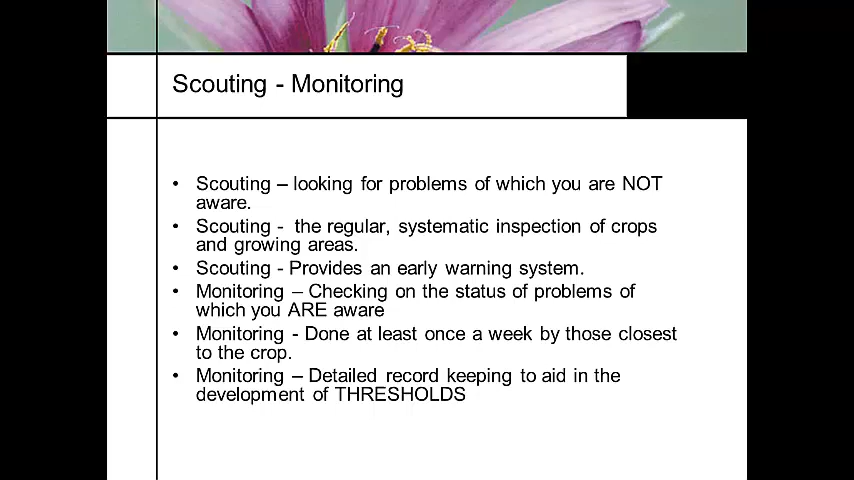 Scouting - Monitoring
• Scouting – looking for problems of which you are NOT
aware.
• Scouting - the regular, systematic inspection of crops
and growing areas.
• Scouting - Provides an early warning system.
• Monitoring – Checking on the status of problems of
which you ARE aware
• Monitoring - Done at least once a week by those closest
to the crop.
• Monitoring – Detailed record keeping to aid in the
development of THRESHOLDS